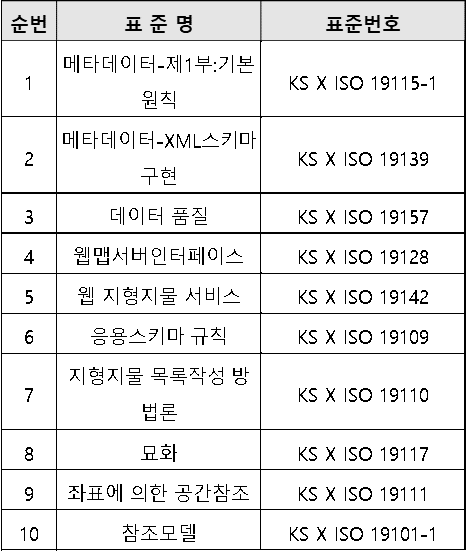 순번 표 준 명 표준번호
1 메타데이터-제1부:기본
원칙 KS X ISO 19115-1
2 메타데이터-XML스키마
구현 KS X ISO 19139
3 데이터 품질 KS X ISO 19157
4 웹맵서버인터페이스 KS X ISO 19128
5 웹 지형지물 서비스 KS X ISO 19142
6 응용스키마 규칙 KS X ISO 19109
7 지형지물 목록작성 방
법론 KS X ISO 19110
8 묘화 KS X ISO 19117
9 좌표에 의한 공간참조 KS X ISO 19111
10 참조모델 KS X ISO 19101-1